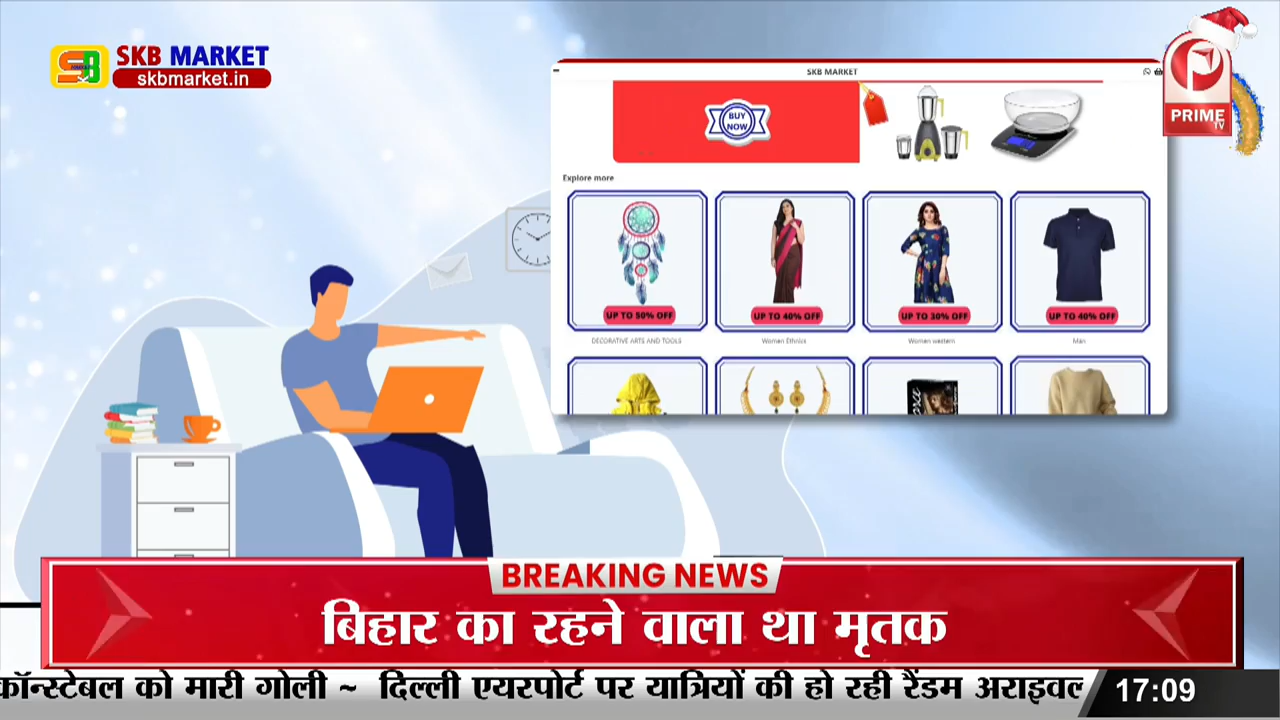 SKB MARKET
skbmarket.in
SKB MARKET
PRIME
TV
BUY
NOW
Explore more
UP TO 50% OFF
UP TO 40% OFF
UP TO 30% OFF
UP TO 40% OFF
DECORATIVE ARTS AND TOOLS
Women Ethnics
Women western
Man
BREAKING NEWS
बिहार का रहने वाला था मृतक
कॉन्स्टेबल को मारी गोली ~ दिल्ली एयरपोर्ट पर यात्रियों की हो रही रैंडम अराइवल
17:09